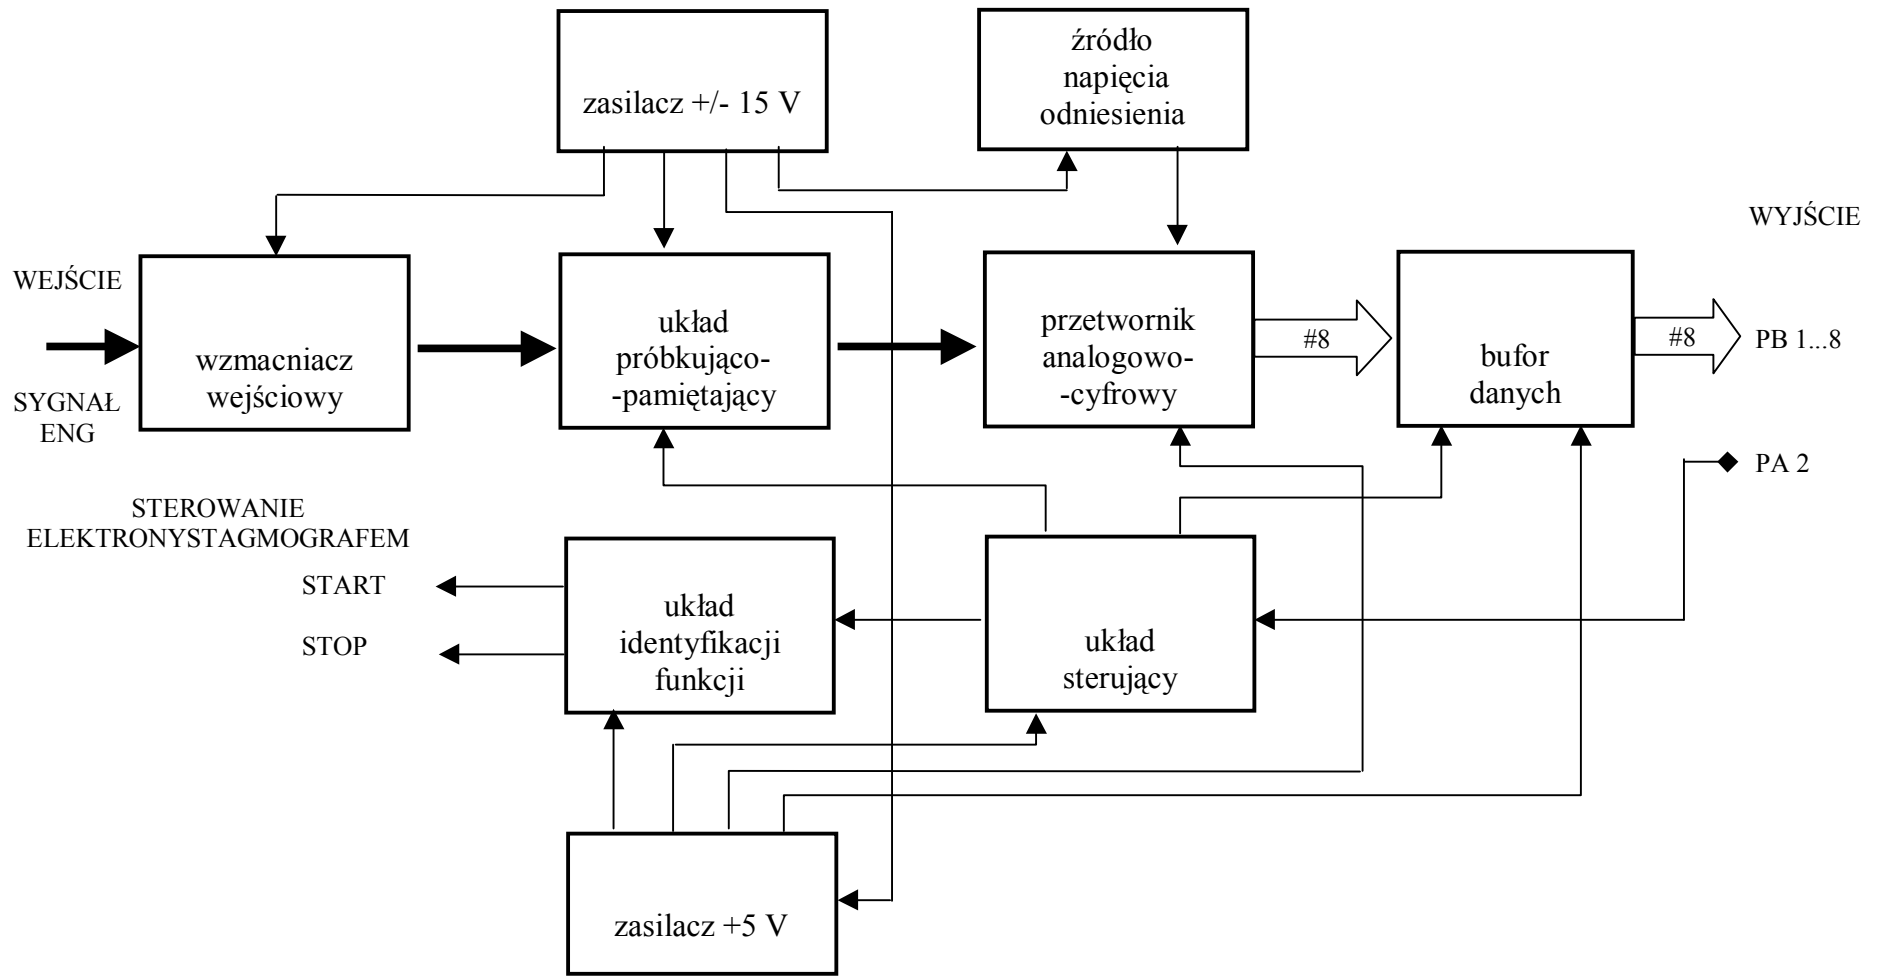 zasilacz +/- 15 V
źródło
napięcia
odniesienia
WYJŚCIE
WEJŚCIE
SYGNAŁ
ENG
wzmacniacz
wejściowy
układ
próbkująco-
-pamiętający
przetwornik
analogowo-
-cyfrowy
#8
bufor
danych
#8
PB 1...8
PA 2
STEROWANIE
ELEKTRONYSTAGMOGRAFEM
START
STOP
układ
identyfikacji
funkcji
układ
sterujący
zasilacz +5 V